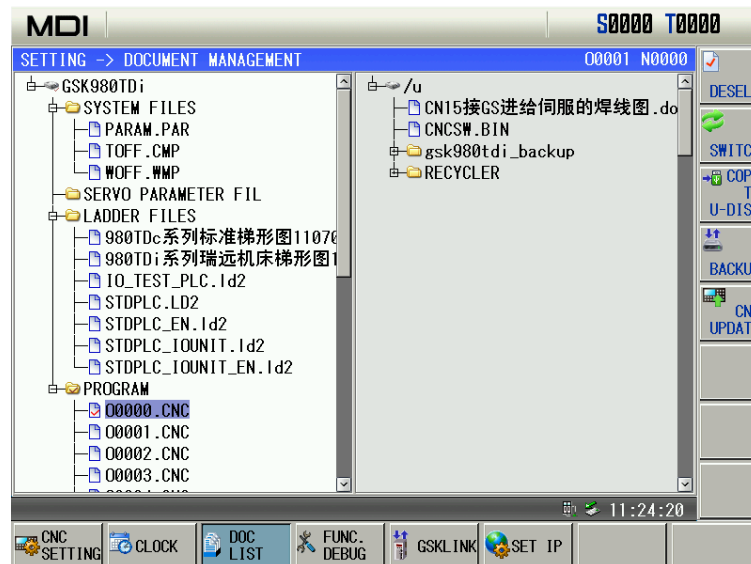 MDI
S0000 T0000
SETTING -> DOCUMENT MANAGEMENT
O0001 N0000
GSK980TDi
SYSTEM FILES
PARAM.PAR
TOFF.CMP
WOFF.WMP
SERVO PARAMETER FIL
LADDER FILES
980TDc系列标准梯形图11070
980TDi系列瑞远机床梯形图1
IO_TEST_PLC.ld2
STDPLC.LD2
STDPLC_EN.ld2
STDPLC_IOUNIT.ld2
STDPLC_IOUNIT_EN.ld2
PROGRAM
O0000.CNC
O0001.CNC
O0002.CNC
O0003.CNC
/u
CN15接GS进给伺服的焊线图.do
CNCSW.BIN
gsk980tdi_backup
RECYCLER
DESEL
SWITC
COP
T
U-DIS
BACKU
CN
UPDAT
11:24:20
CNC
SETTING
CLOCK
DOC
LIST
FUNC.
DEBUG
GSKLINK
SET IP